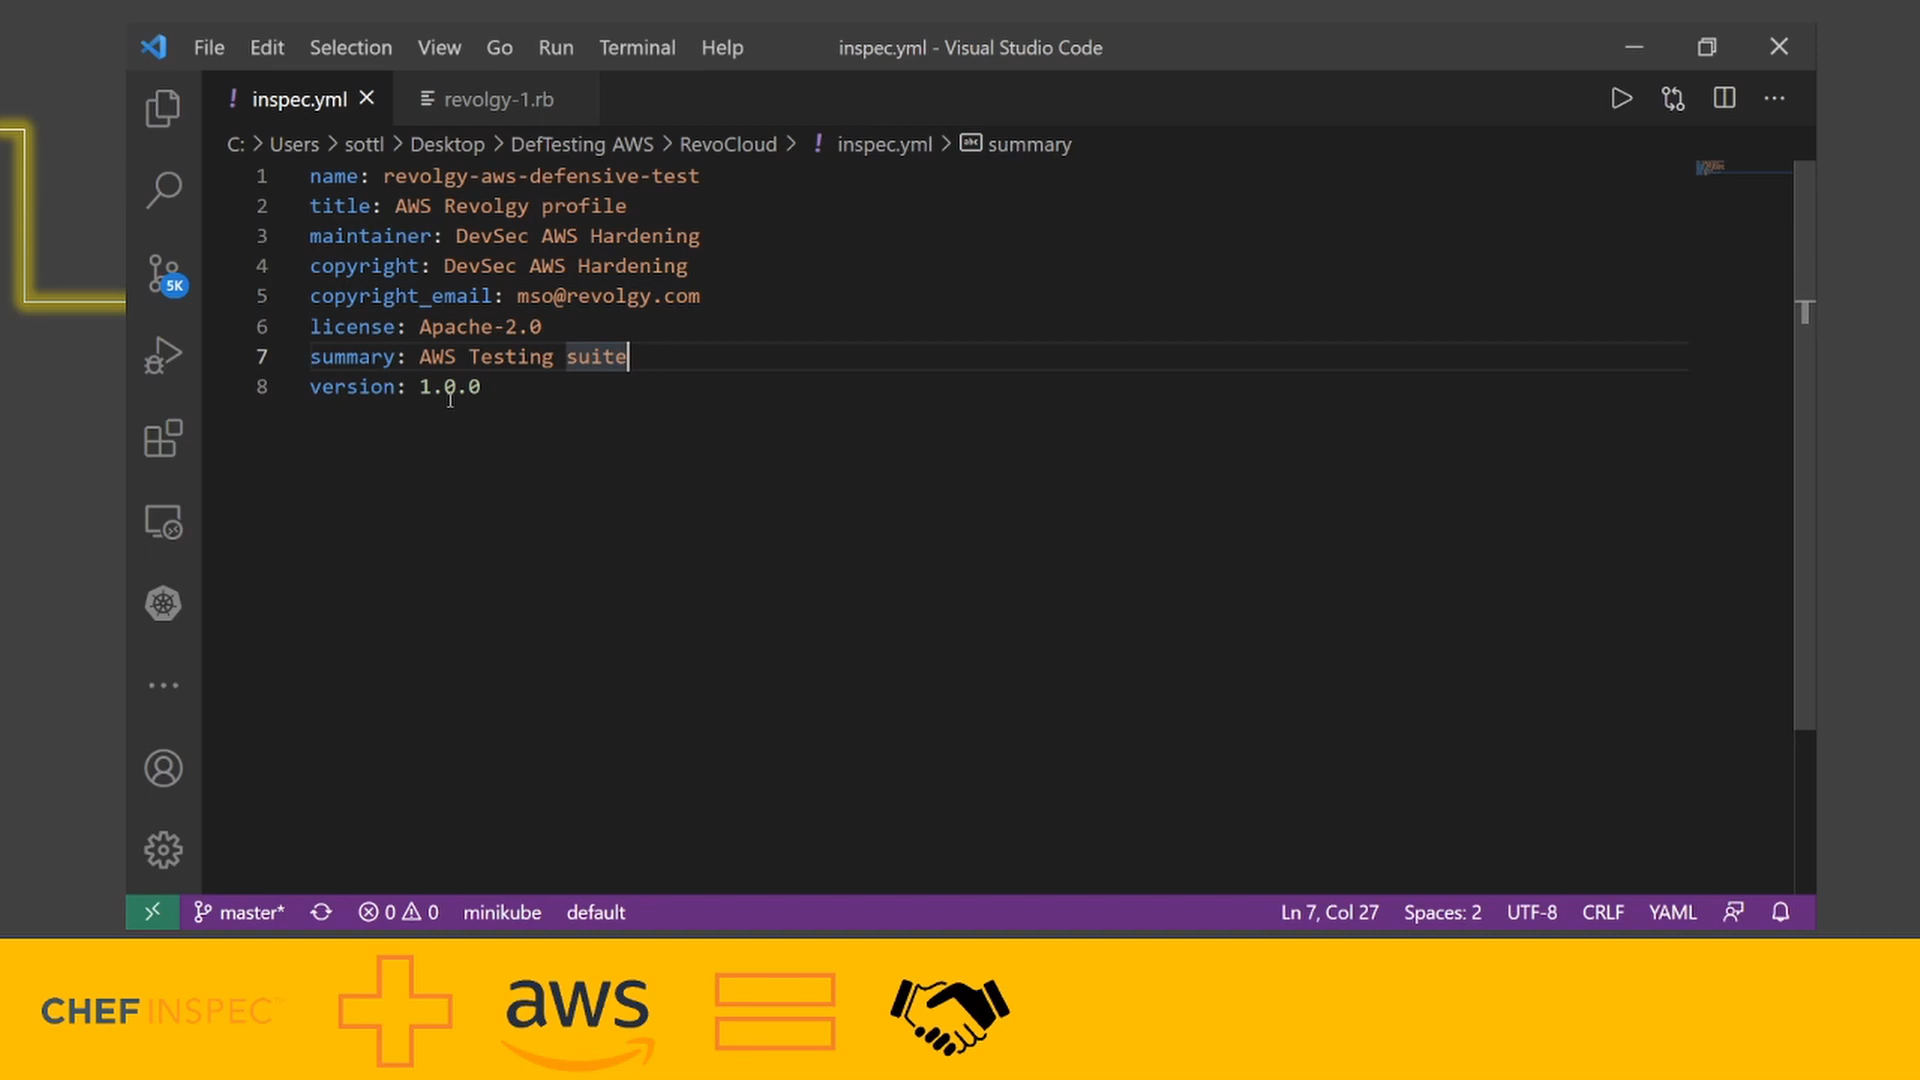 File Edit Selection View Go Run Terminal Help inspec.yml - Visual Studio Code
! inspec.yml revolgy-1.rb
C: > Users > sottl > Desktop > DefTesting AWS > RevoCloud > ! inspec.yml > abc summary
1 name: revolgy-aws-defensive-test
2 title: AWS Revolgy profile
3 maintainer: DevSec AWS Hardening
4 copyright: DevSec AWS Hardening
5 copyright_email: mso@revolgy.com
6 license: Apache-2.0
7 summary: AWS Testing suite
8 version: 1.0.0
5K
master* 0 0 minikube default Ln 7, Col 27 Spaces: 2 UTF-8 CRLF YAML
CHEF INSPEC™ aws